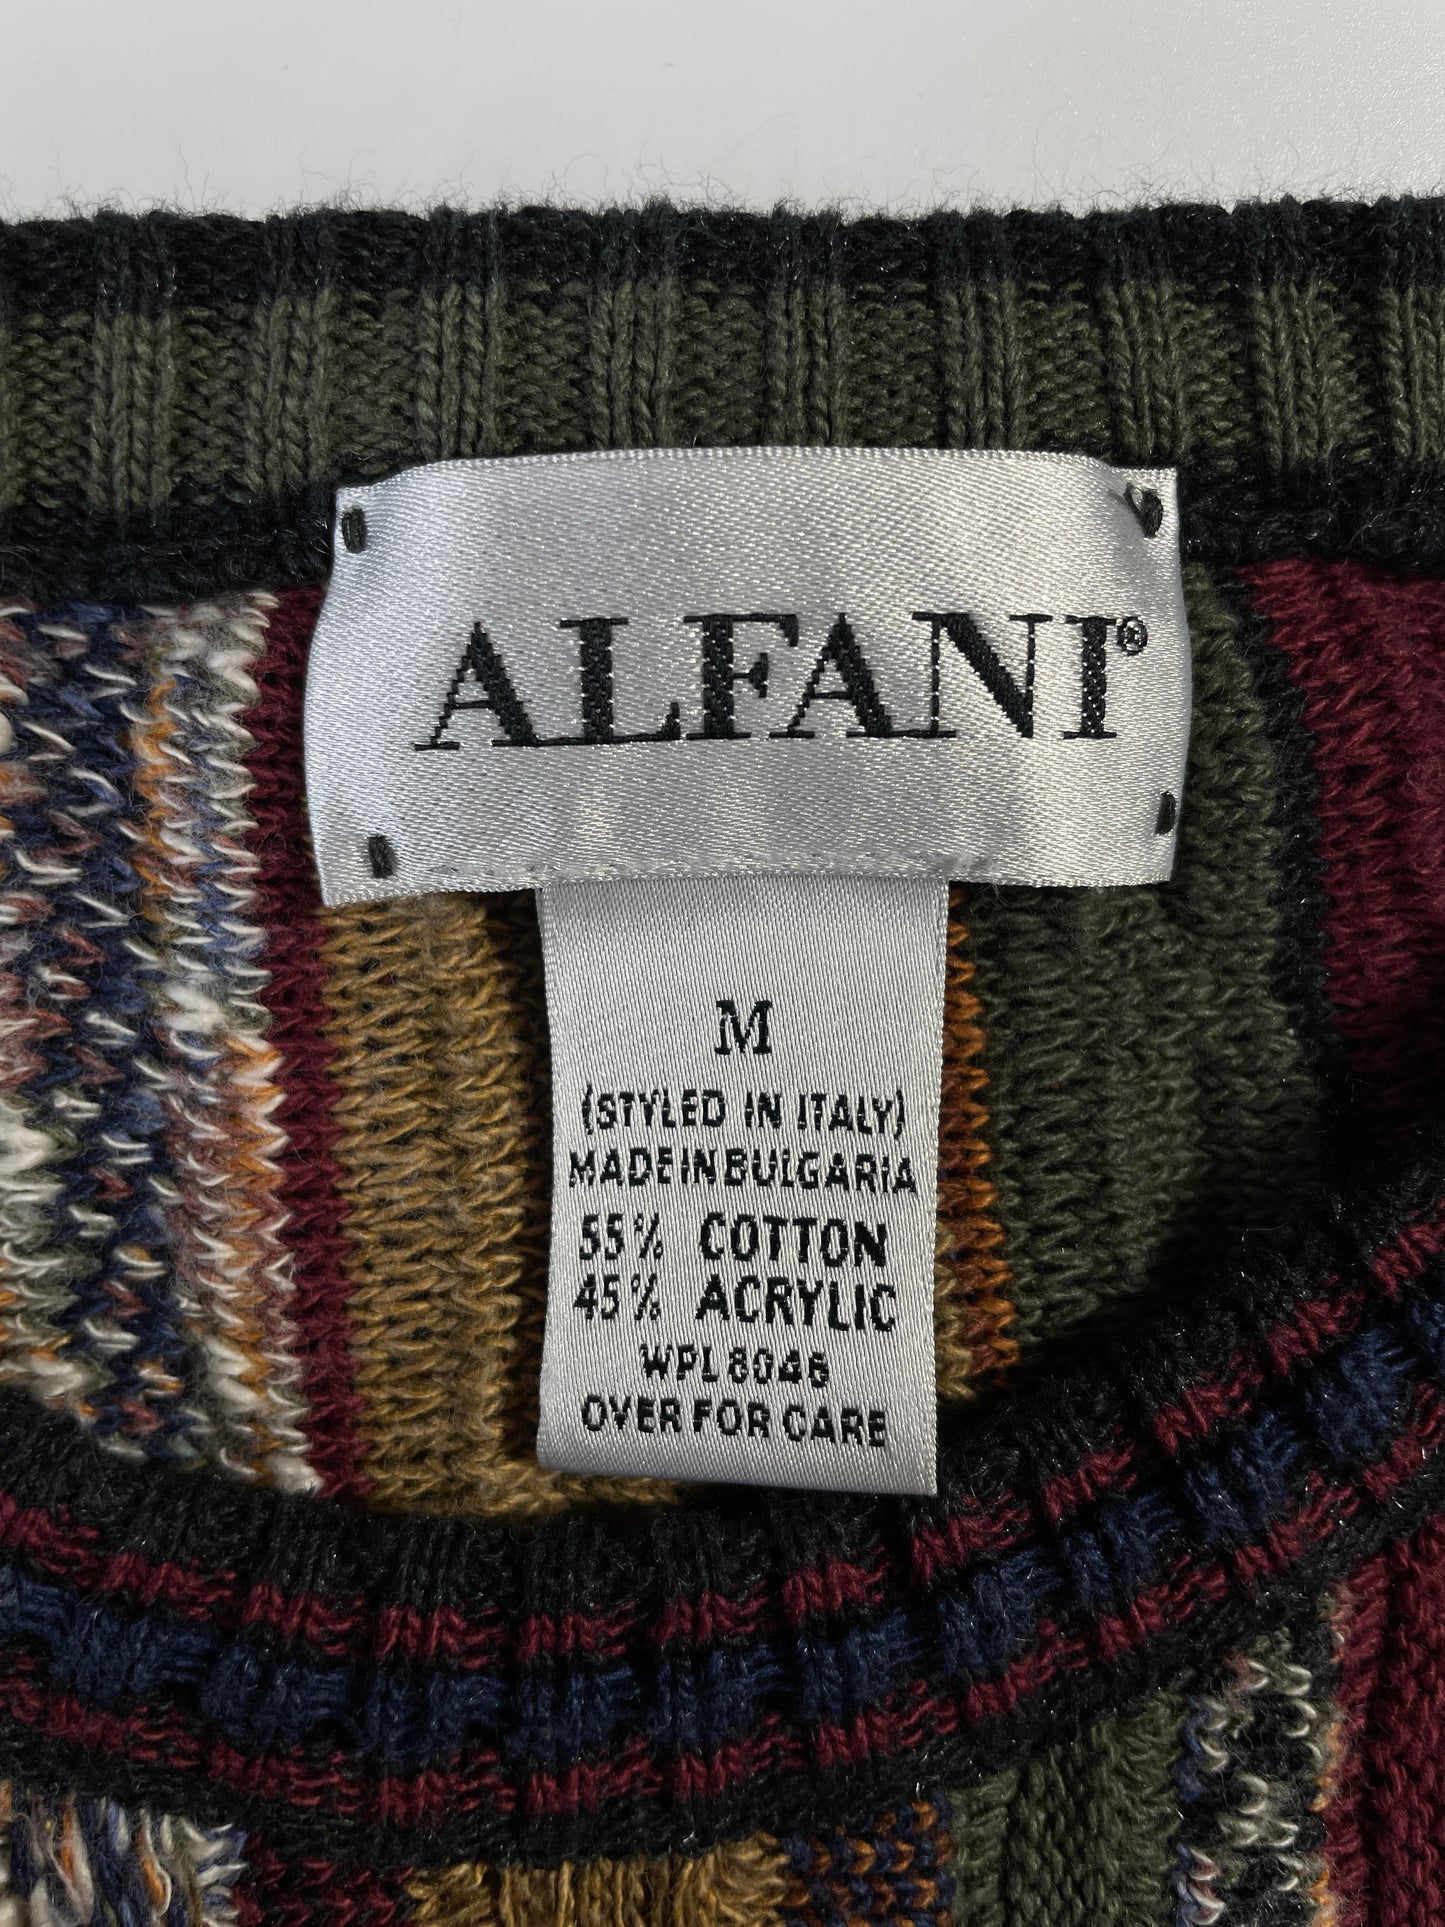 ALFANI®
M
(STYLED IN ITALY)
MADE IN BULGARIA
55% COTTON
45% ACRYLIC
WPL 8046
OVER FOR CARE